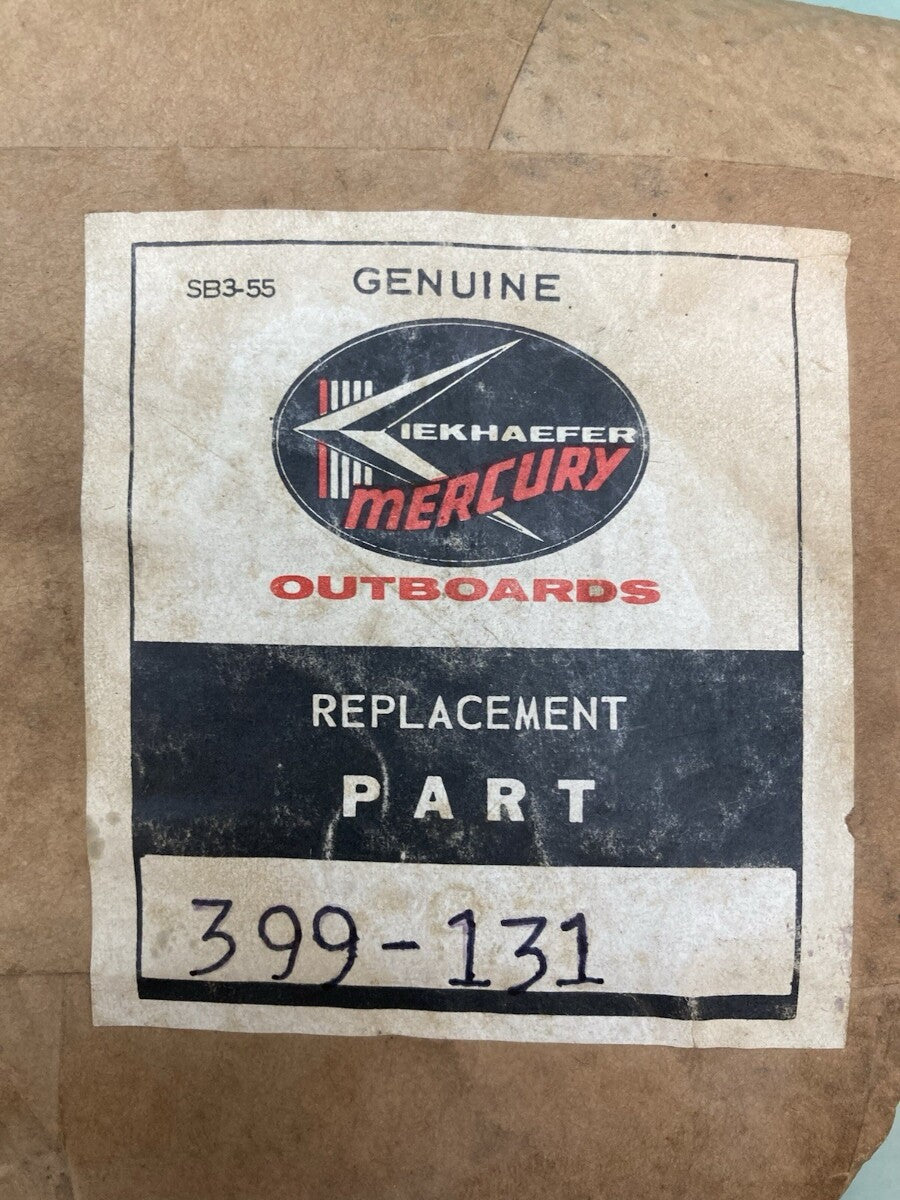 SB3-55 GENUINE
KIEKHAEFER
MERCURY
OUTBOARDS
REPLACEMENT
PART
399-131